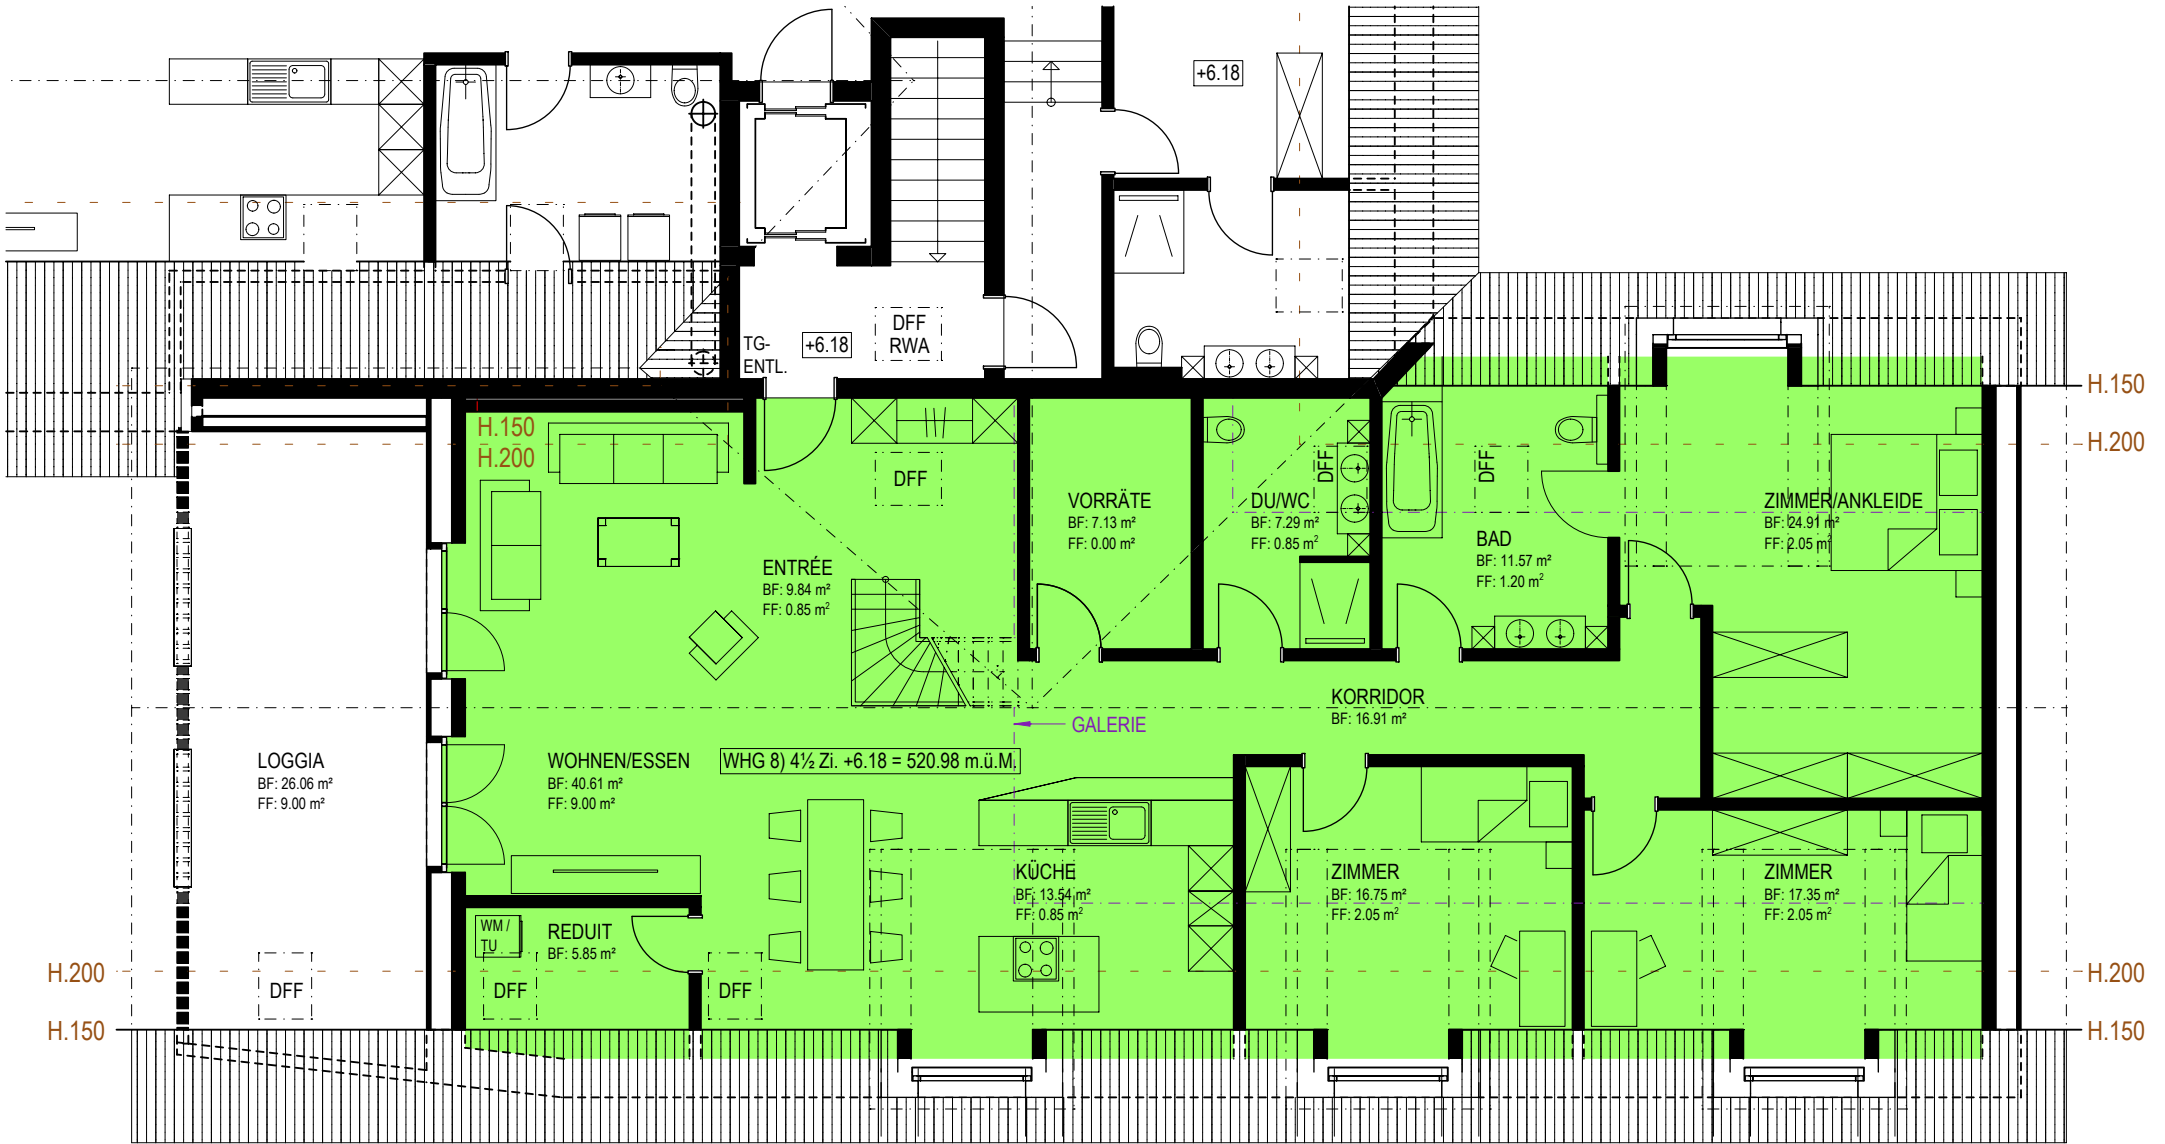 +6.18
TG-
ENTL.
+6.18
DFF
RWA
H.150
H.200
H.150
H.200
DFF
VORRÄTE
BF: 7.13 m²
FF: 0.00 m²
DU/WC
BF: 7.29 m²
FF: 0.85 m²
DFF
BAD
BF: 11.57 m²
FF: 1.20 m²
DFF
ZIMMER/ANKLEIDE
BF: 24.91 m²
FF: 2.05 m²
ENTRÉE
BF: 9.84 m²
FF: 0.85 m²
KORRIDOR
BF: 16.91 m²
GALERIE
LOGGIA
BF: 26.06 m²
FF: 9.00 m²
WOHNEN/ESSEN
BF: 40.61 m²
FF: 9.00 m²
WHG 8) 4½ Zi. +6.18 = 520.98 m.ü.M.
KÜCHE
BF: 13.54 m²
FF: 0.85 m²
ZIMMER
BF: 16.75 m²
FF: 2.05 m²
ZIMMER
BF: 17.35 m²
FF: 2.05 m²
WM /
TU
REDUIT
BF: 5.85 m²
H.200
DFF
DFF
DFF
H.200
H.150
H.150